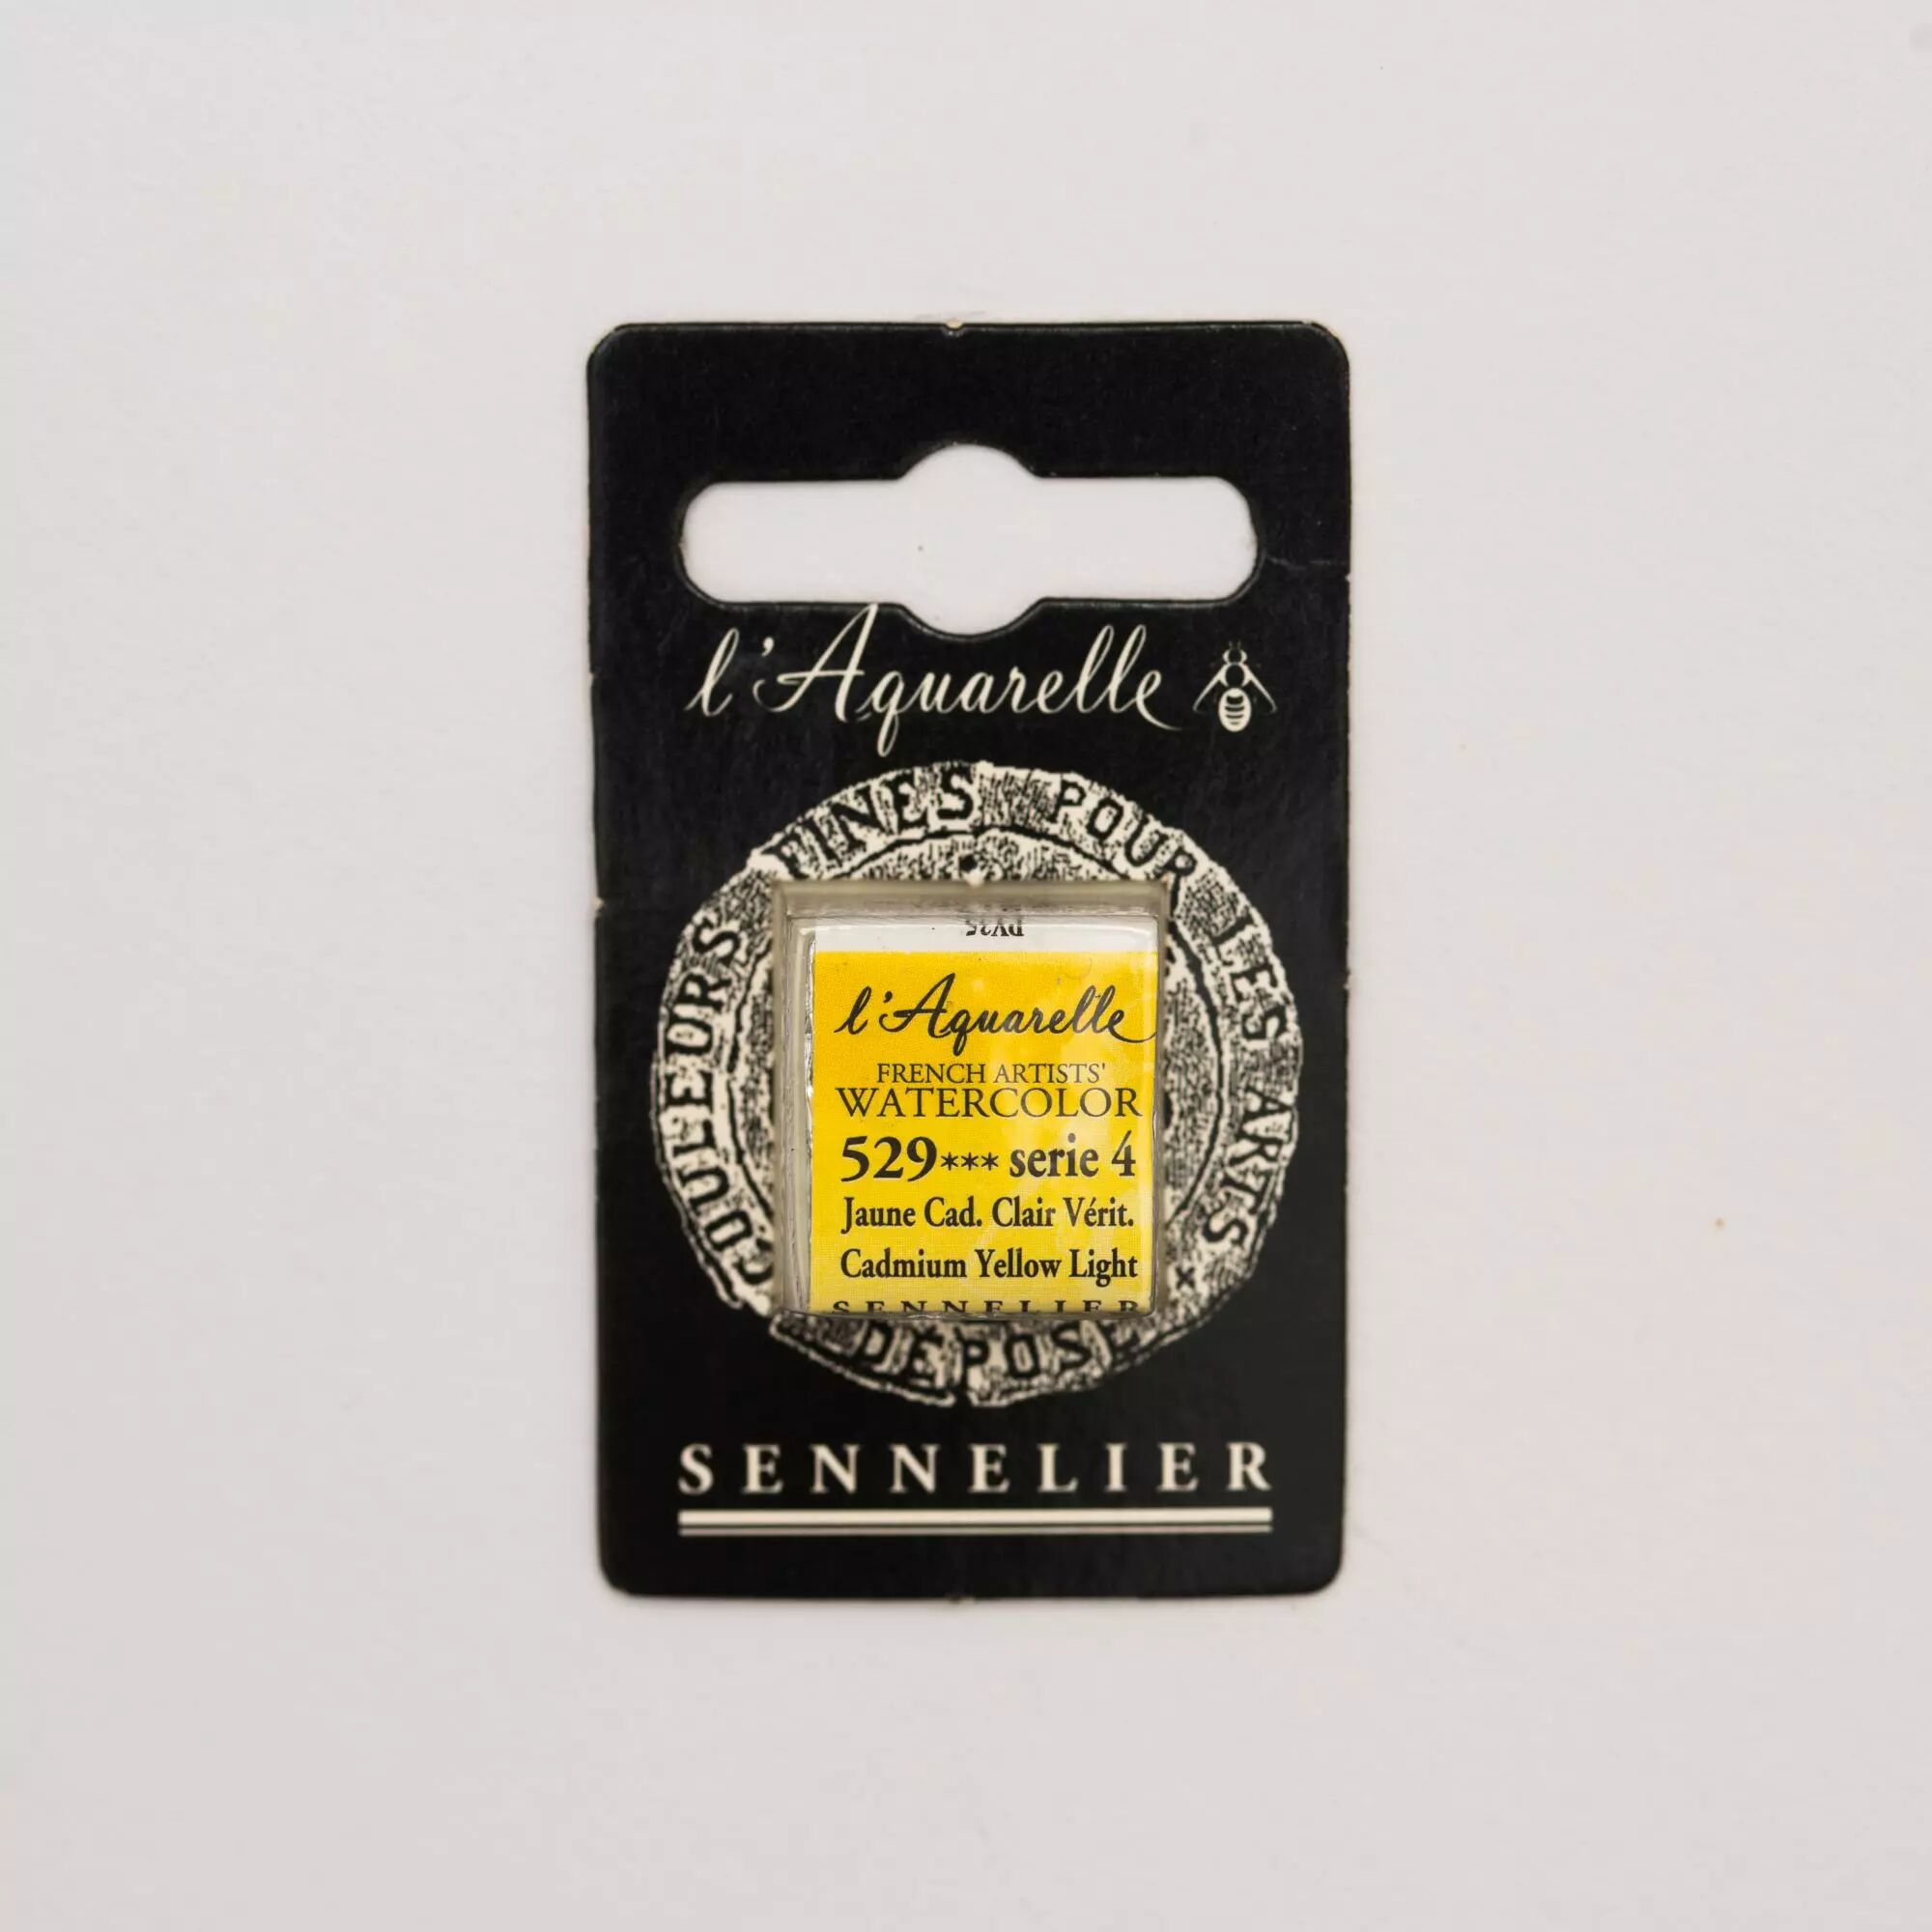 l'Aquarelle
COULEURS FINES POUR LES ARTS
PY35
l'Aquarelle
FRENCH ARTISTS'
WATERCOLOR
529*** serie 4
Jaune Cad. Clair Vérit.
Cadmium Yellow Light
SENNELIER
DÉPOSÉ
SENNELIER